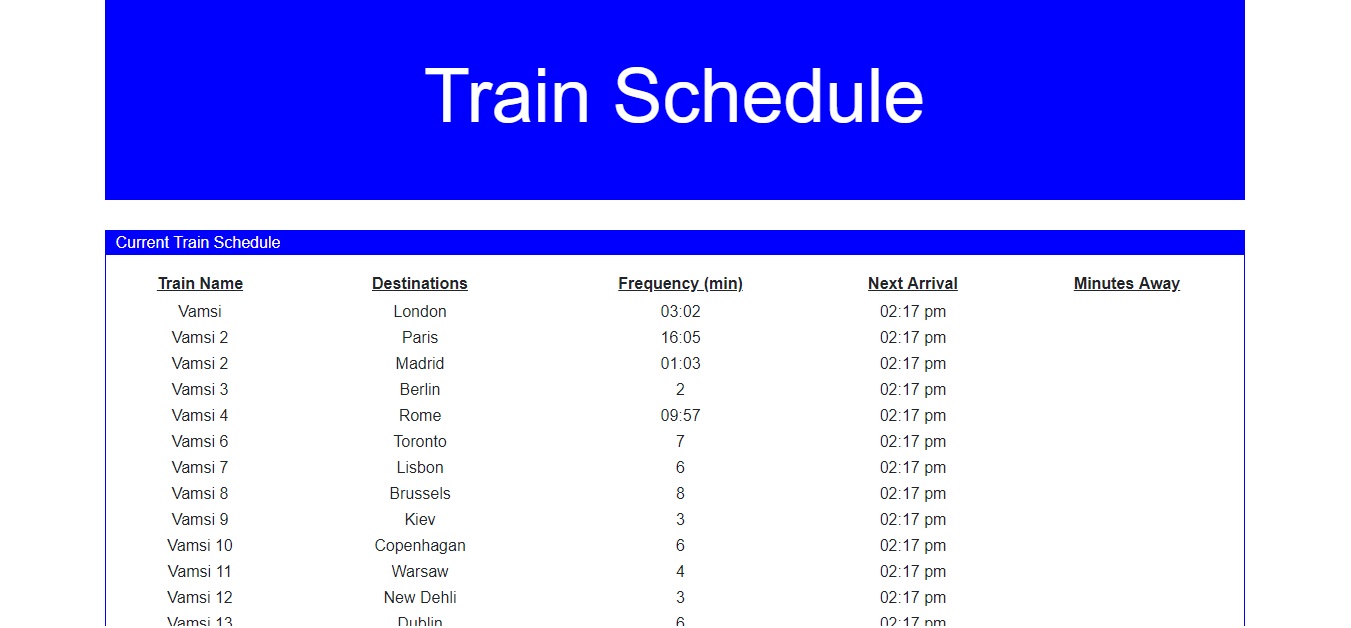 Train Schedule
Current Train Schedule
Train Name Destinations Frequency (min) Next Arrival Minutes Away
Vamsi London 03:02 02:17 pm
Vamsi 2 Paris 16:05 02:17 pm
Vamsi 2 Madrid 01:03 02:17 pm
Vamsi 3 Berlin 2 02:17 pm
Vamsi 4 Rome 09:57 02:17 pm
Vamsi 6 Toronto 7 02:17 pm
Vamsi 7 Lisbon 6 02:17 pm
Vamsi 8 Brussels 8 02:17 pm
Vamsi 9 Kiev 3 02:17 pm
Vamsi 10 Copenhagan 6 02:17 pm
Vamsi 11 Warsaw 4 02:17 pm
Vamsi 12 New Dehli 3 02:17 pm
Vamsi 13 Dublin 6 02:17 pm